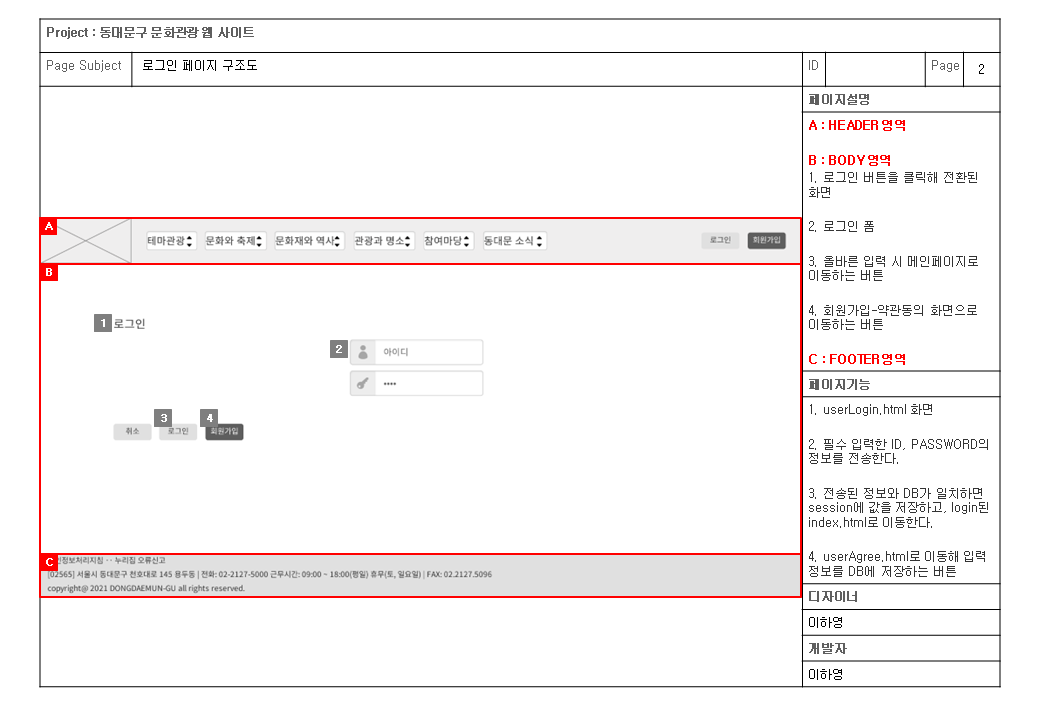 Project : 동대문구 문화관광 웹 사이트
Page Subject 로그인 페이지 구조도 ID Page 2
페이지설명
A : HEADER 영역
B : BODY 영역
1. 로그인 버튼을 클릭해 전환된
화면
2. 로그인 폼
3. 올바른 입력 시 메인페이지로
이동하는 버튼
4. 회원가입-약관동의 화면으로
이동하는 버튼
C : FOOTER 영역
페이지기능
1. userLogin.html 화면
2. 필수 입력한 ID, PASSWORD의
정보를 전송한다.
3. 전송된 정보와 DB가 일치하면
session에 값을 저장하고, login된
index.html로 이동한다.
4. userAgree.html로 이동해 입력
정보를 DB에 저장하는 버튼
디자이너
이하영
개발자
이하영
A
테마관광 문화와 축제 문화재와 역사 관광과 명소 참여마당 동대문 소식 로그인 회원가입
B
1 로그인
2 아이디
••••
3 4
취소 로그인 회원가입
C
인정보처리지침 ·· 누리집 오류신고
[02565] 서울시 동대문구 천호대로 145 용두동 | 전화: 02-2127-5000 근무시간: 09:00 ~ 18:00(평일) 휴무(토, 일요일) | FAX: 02.2127.5096
copyright@ 2021 DONGDAEMUN-GU all rights reserved.